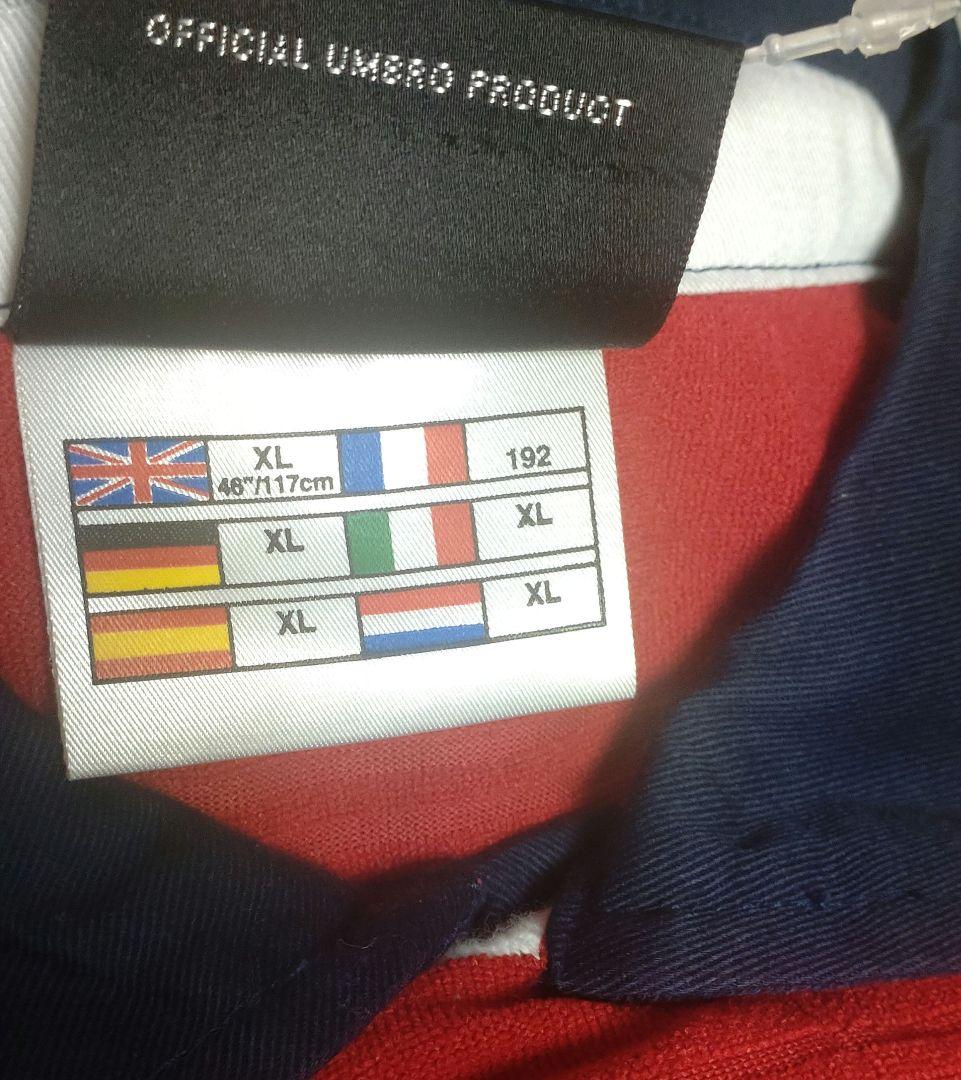 OFFICIAL UMBRO PRODUCT
XL 192
46"/117cm
XL XL
XL XL